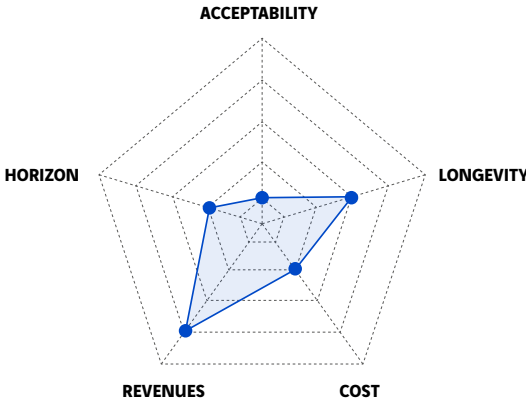 ACCEPTABILITY
HORIZON
LONGEVITY
REVENUES
COST